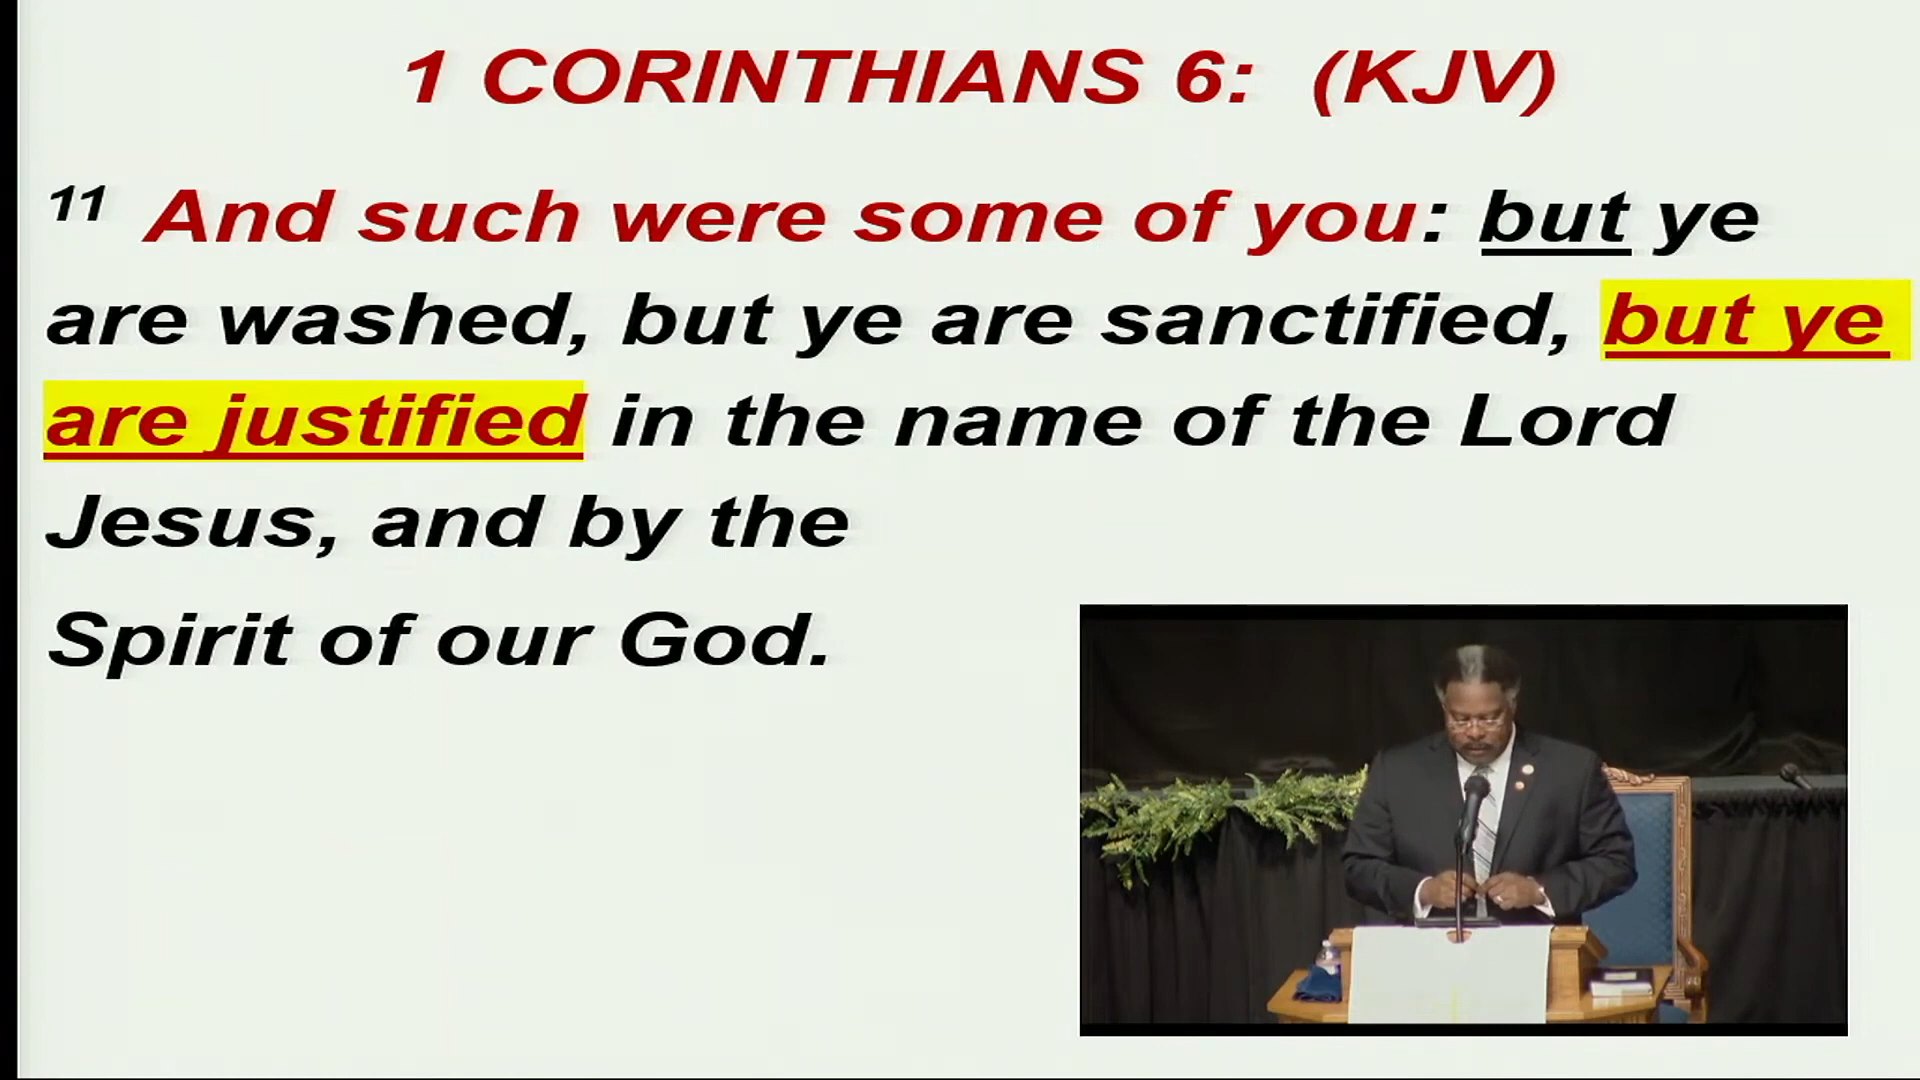 1 CORINTHIANS 6: (KJV)
11 And such were some of you: but ye
are washed, but ye are sanctified, but ye
are justified in the name of the Lord
Jesus, and by the
Spirit of our God.